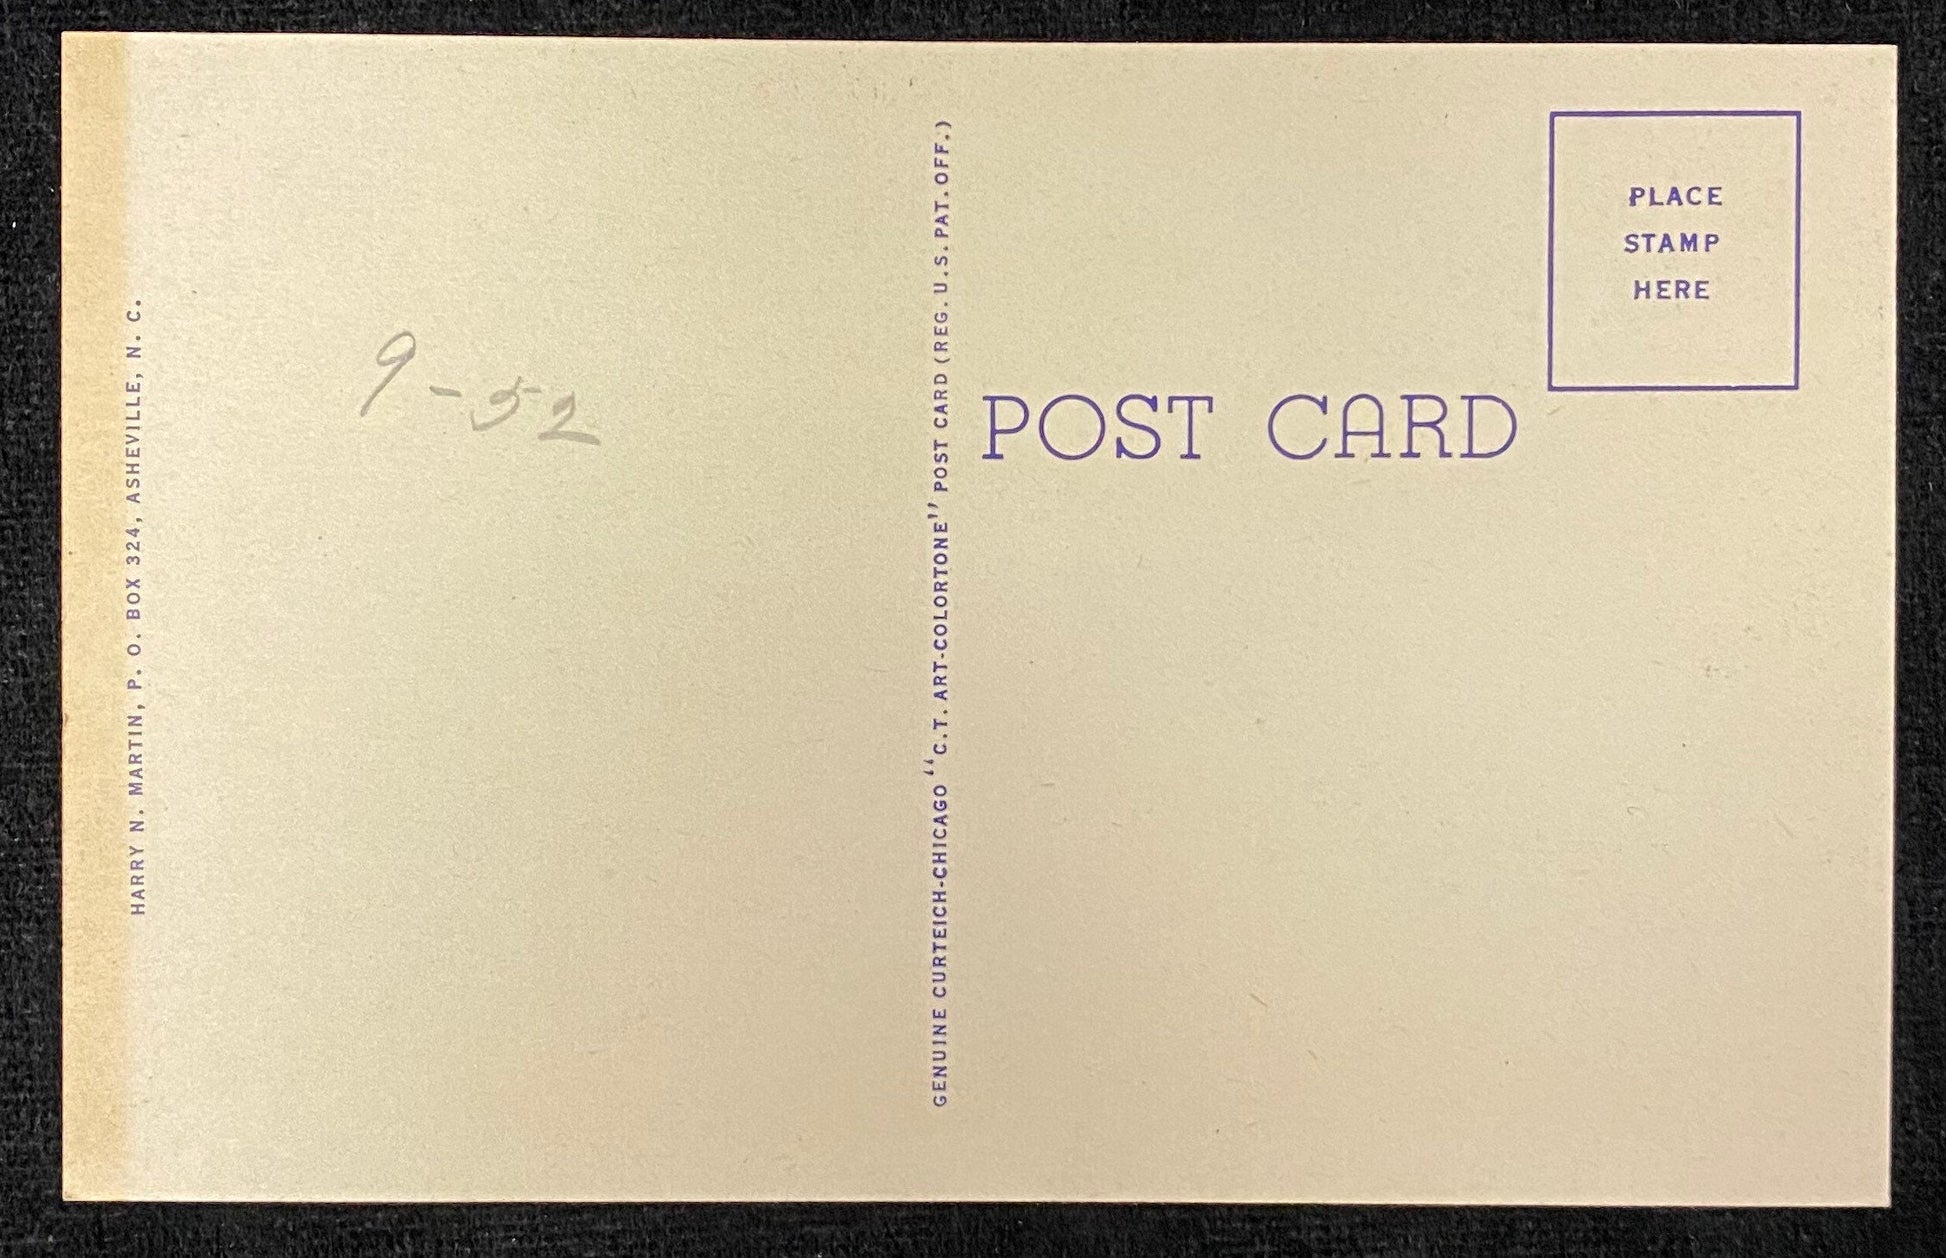 HARRY N. MARTIN, P. O. BOX 324, ASHEVILLE, N. C.
9-52
GENUINE CURTEICH-CHICAGO "C.T. ART-COLORTONE" POST CARD (REG. U.S. PAT. OFF.)
POST CARD
PLACE
STAMP
HERE